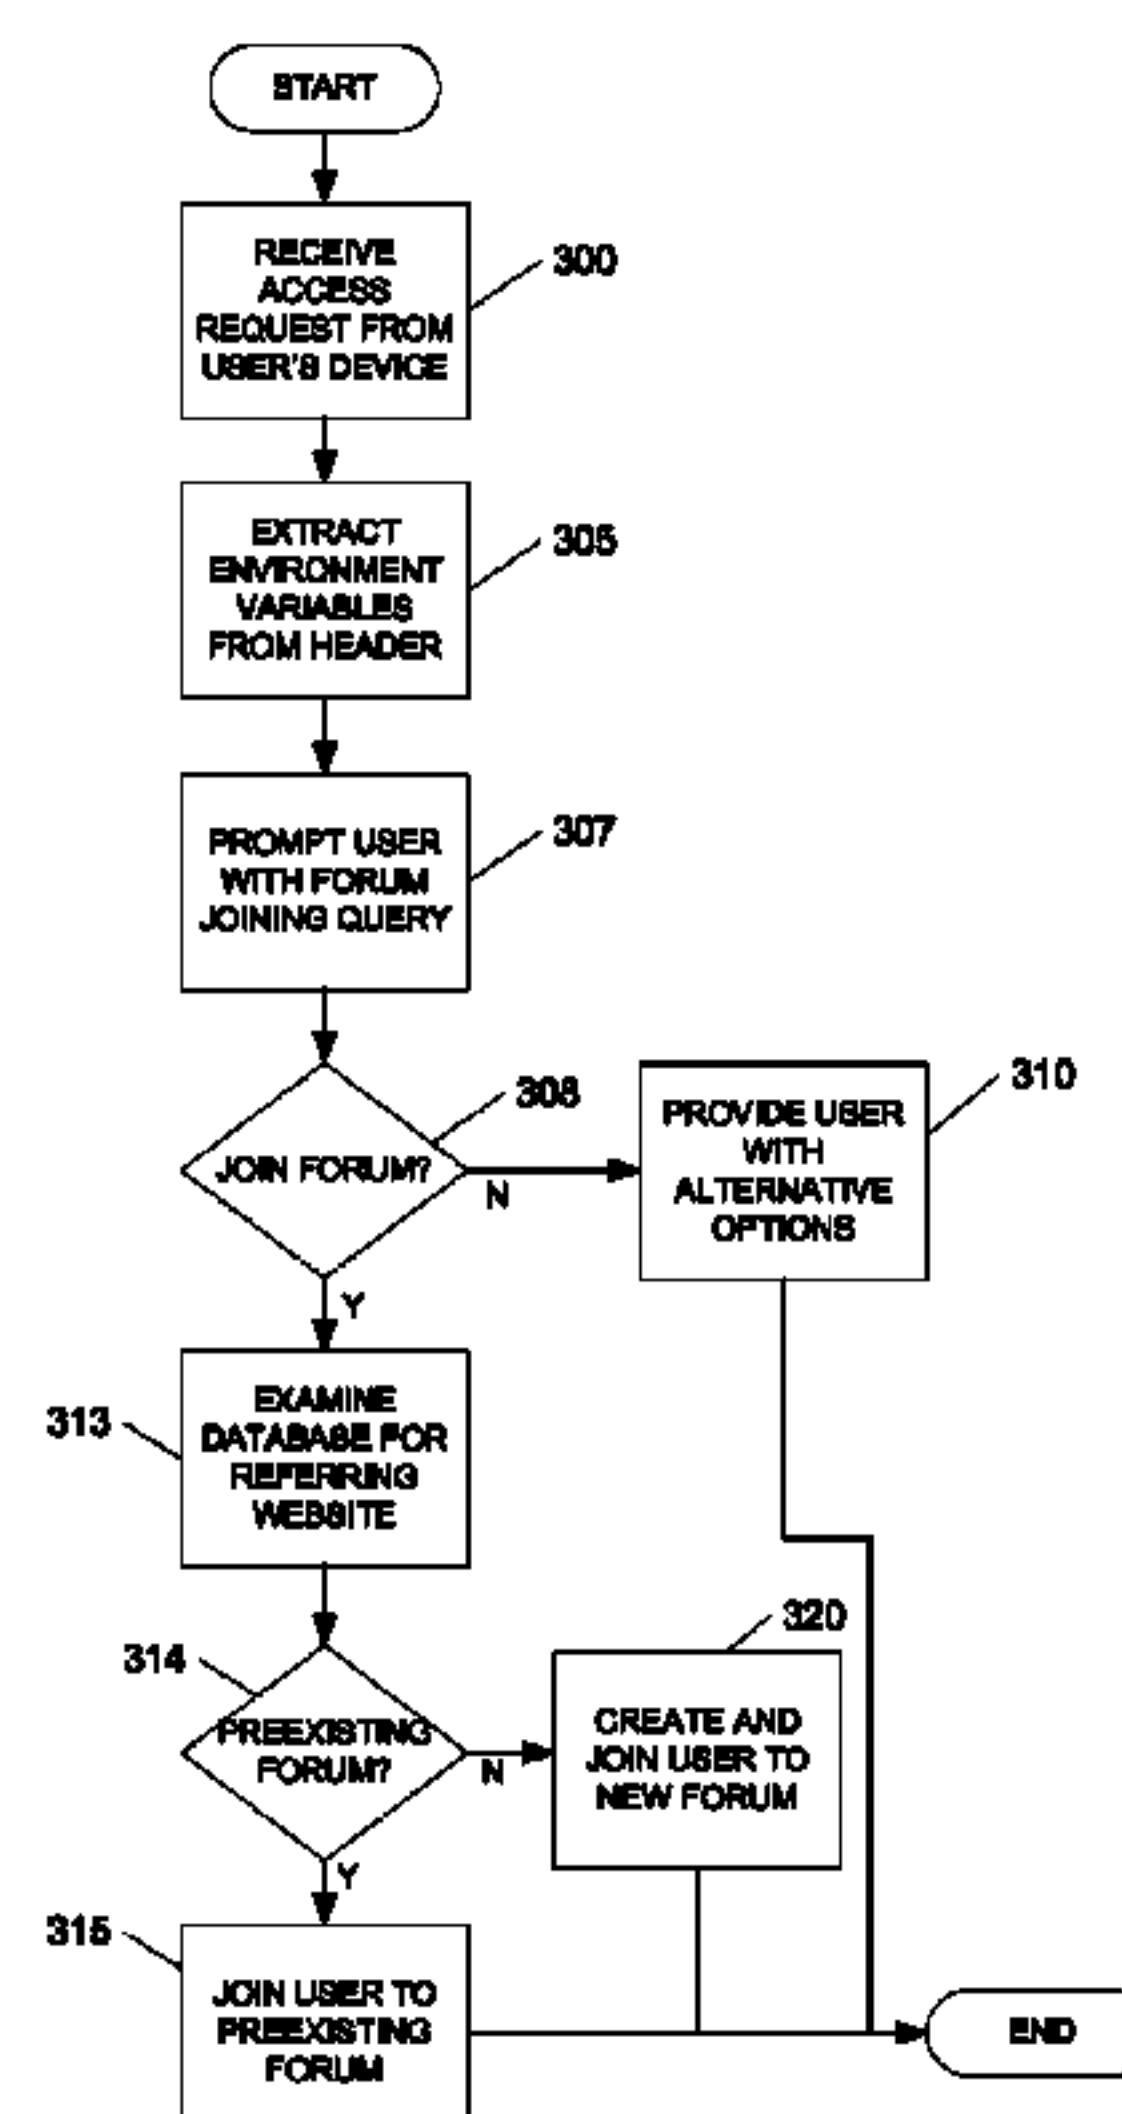 START
RECEIVE
ACCESS
REQUEST FROM
USER'S DEVICE
300
EXTRACT
ENVIRONMENT
VARIABLES
FROM HEADER
305
PROMPT USER
WITH FORUM
JOINING QUERY
307
JOIN FORUM?
308
N
Y
PROVIDE USER
WITH
ALTERNATIVE
OPTIONS
310
313
EXAMINE
DATABASE FOR
REFERRING
WEBSITE
314
PREEXISTING
FORUM?
N
Y
320
CREATE AND
JOIN USER TO
NEW FORUM
315
JOIN USER TO
PREEXISTING
FORUM
END